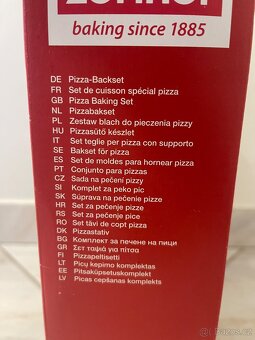 baking since 1885
DE Pizza-Backset
FR Set de cuisson spécial pizza
GB Pizza Baking Set
NL Pizzabakset
PL Zestaw blach do pieczenia pizzy
HU Pizzasütő készlet
IT Set teglie per pizza con supporto
SE Bakset för pizza
ES Set de moldes para hornear pizza
PT Conjunto para pizzas
CZ Sada na pečení pizzy
SI Komplet za peko pic
SK Súprava na pečenie pizze
HR Set za pečenje pizze
RS Set za pečenje pice
RO Set tăvi de copt pizza
DK Pizzastativ
BG Комплект за печене на пици
GR Σετ ταψιά για πίτσα
FI Pizzapeltisetti
LT Picų kepimo komplektas
EE Pitsaküpsetuskomplekt
LV Picas cepšanas komplekts